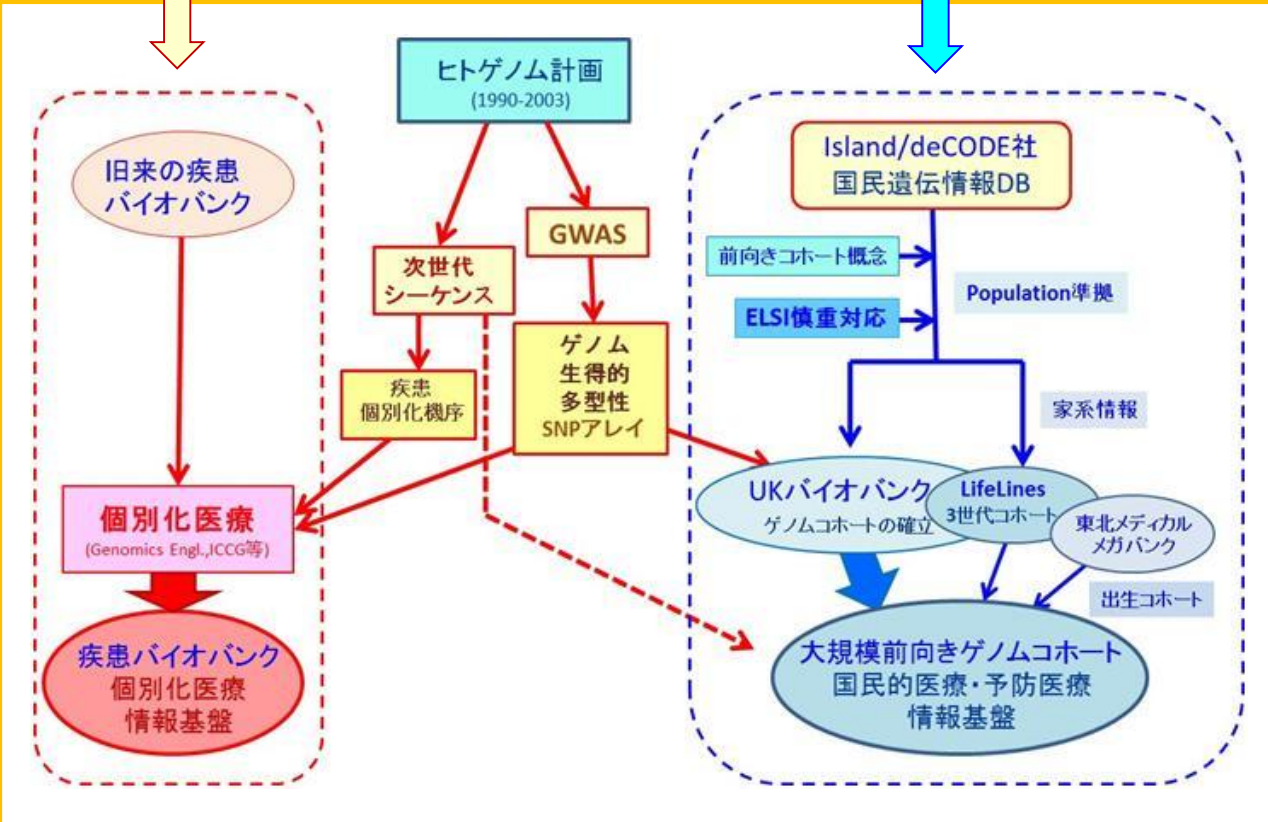 ヒトゲノム計画
(1990-2003)
旧来の疾患
バイオバンク
Island/deCODE社
国民遺伝情報DB
GWAS
前向きコホート概念
次世代
シーケンス
Population準拠
ELSI慎重対応
ゲノム
生得的
多型性
SNPアレイ
疾患
個別化機序
家系情報
個別化医療
(Genomics Engl.,ICCG等)
UKバイオバンク
ゲノムコホートの確立
LifeLines
3世代コホート
東北メディカル
メガバンク
出生コホート
疾患バイオバンク
個別化医療
情報基盤
大規模前向きゲノムコホート
国民的医療・予防医療
情報基盤